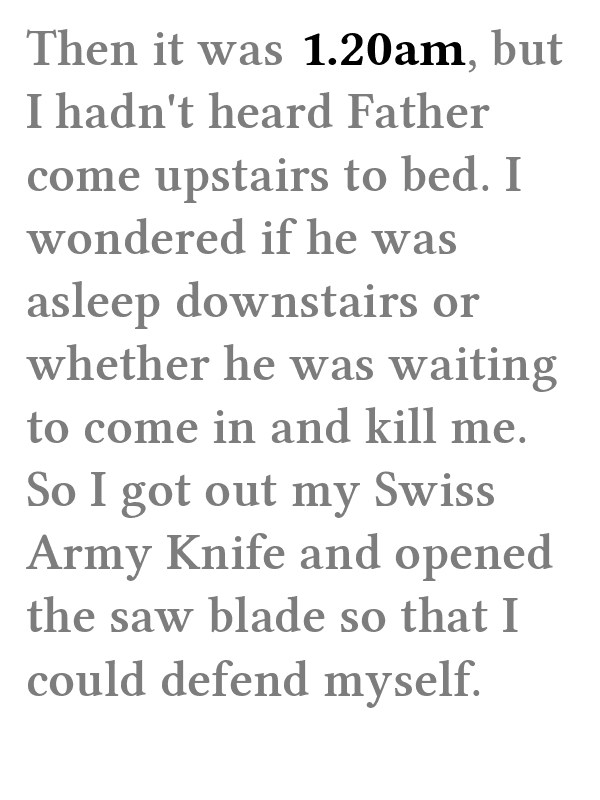 Then it was 1.20am, but
I hadn't heard Father
come upstairs to bed. I
wondered if he was
asleep downstairs or
whether he was waiting
to come in and kill me.
So I got out my Swiss
Army Knife and opened
the saw blade so that I
could defend myself.